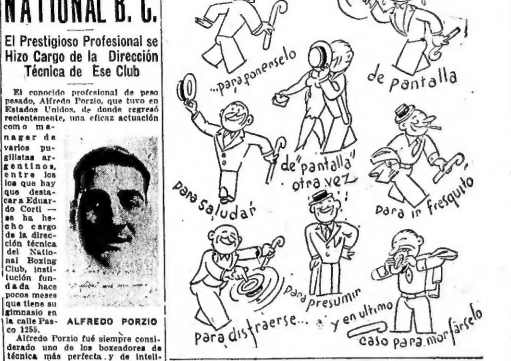 NATIONAL B. C.
El Prestigioso Profesional se
Hizo Cargo de la Dirección
Técnica de Ese Club
El conocido profesional de peso
pesado, Alfredo Porzio, que tuvo en
Estados Unidos, de donde regresó
recientemente, una eficaz actuación
como ma-
nager de
varios pu-
gilistas ar-
gentinos,
entre los
los que hay
que desta-
car a Eduar-
do Corti —
se ha he-
cho cargo
de la direc-
ción técnica
del Natio-
nal Boxing
Club, insti-
tución fun-
dada hace
pocos meses
que tiene su
gimnasio en
la calle Pas-
co 1255.
ALFREDO PORZIO
Alfredo Porzio fué siempre consi-
derado uno de los boxeadores de
técnica más perfecta y de inteli-
...para ponerselo
de pantalla
para saludar
de "pantalla"
otra vez
para ir fresquito
para distraerse...
para presumir
y en ultimo
caso para morfárselo